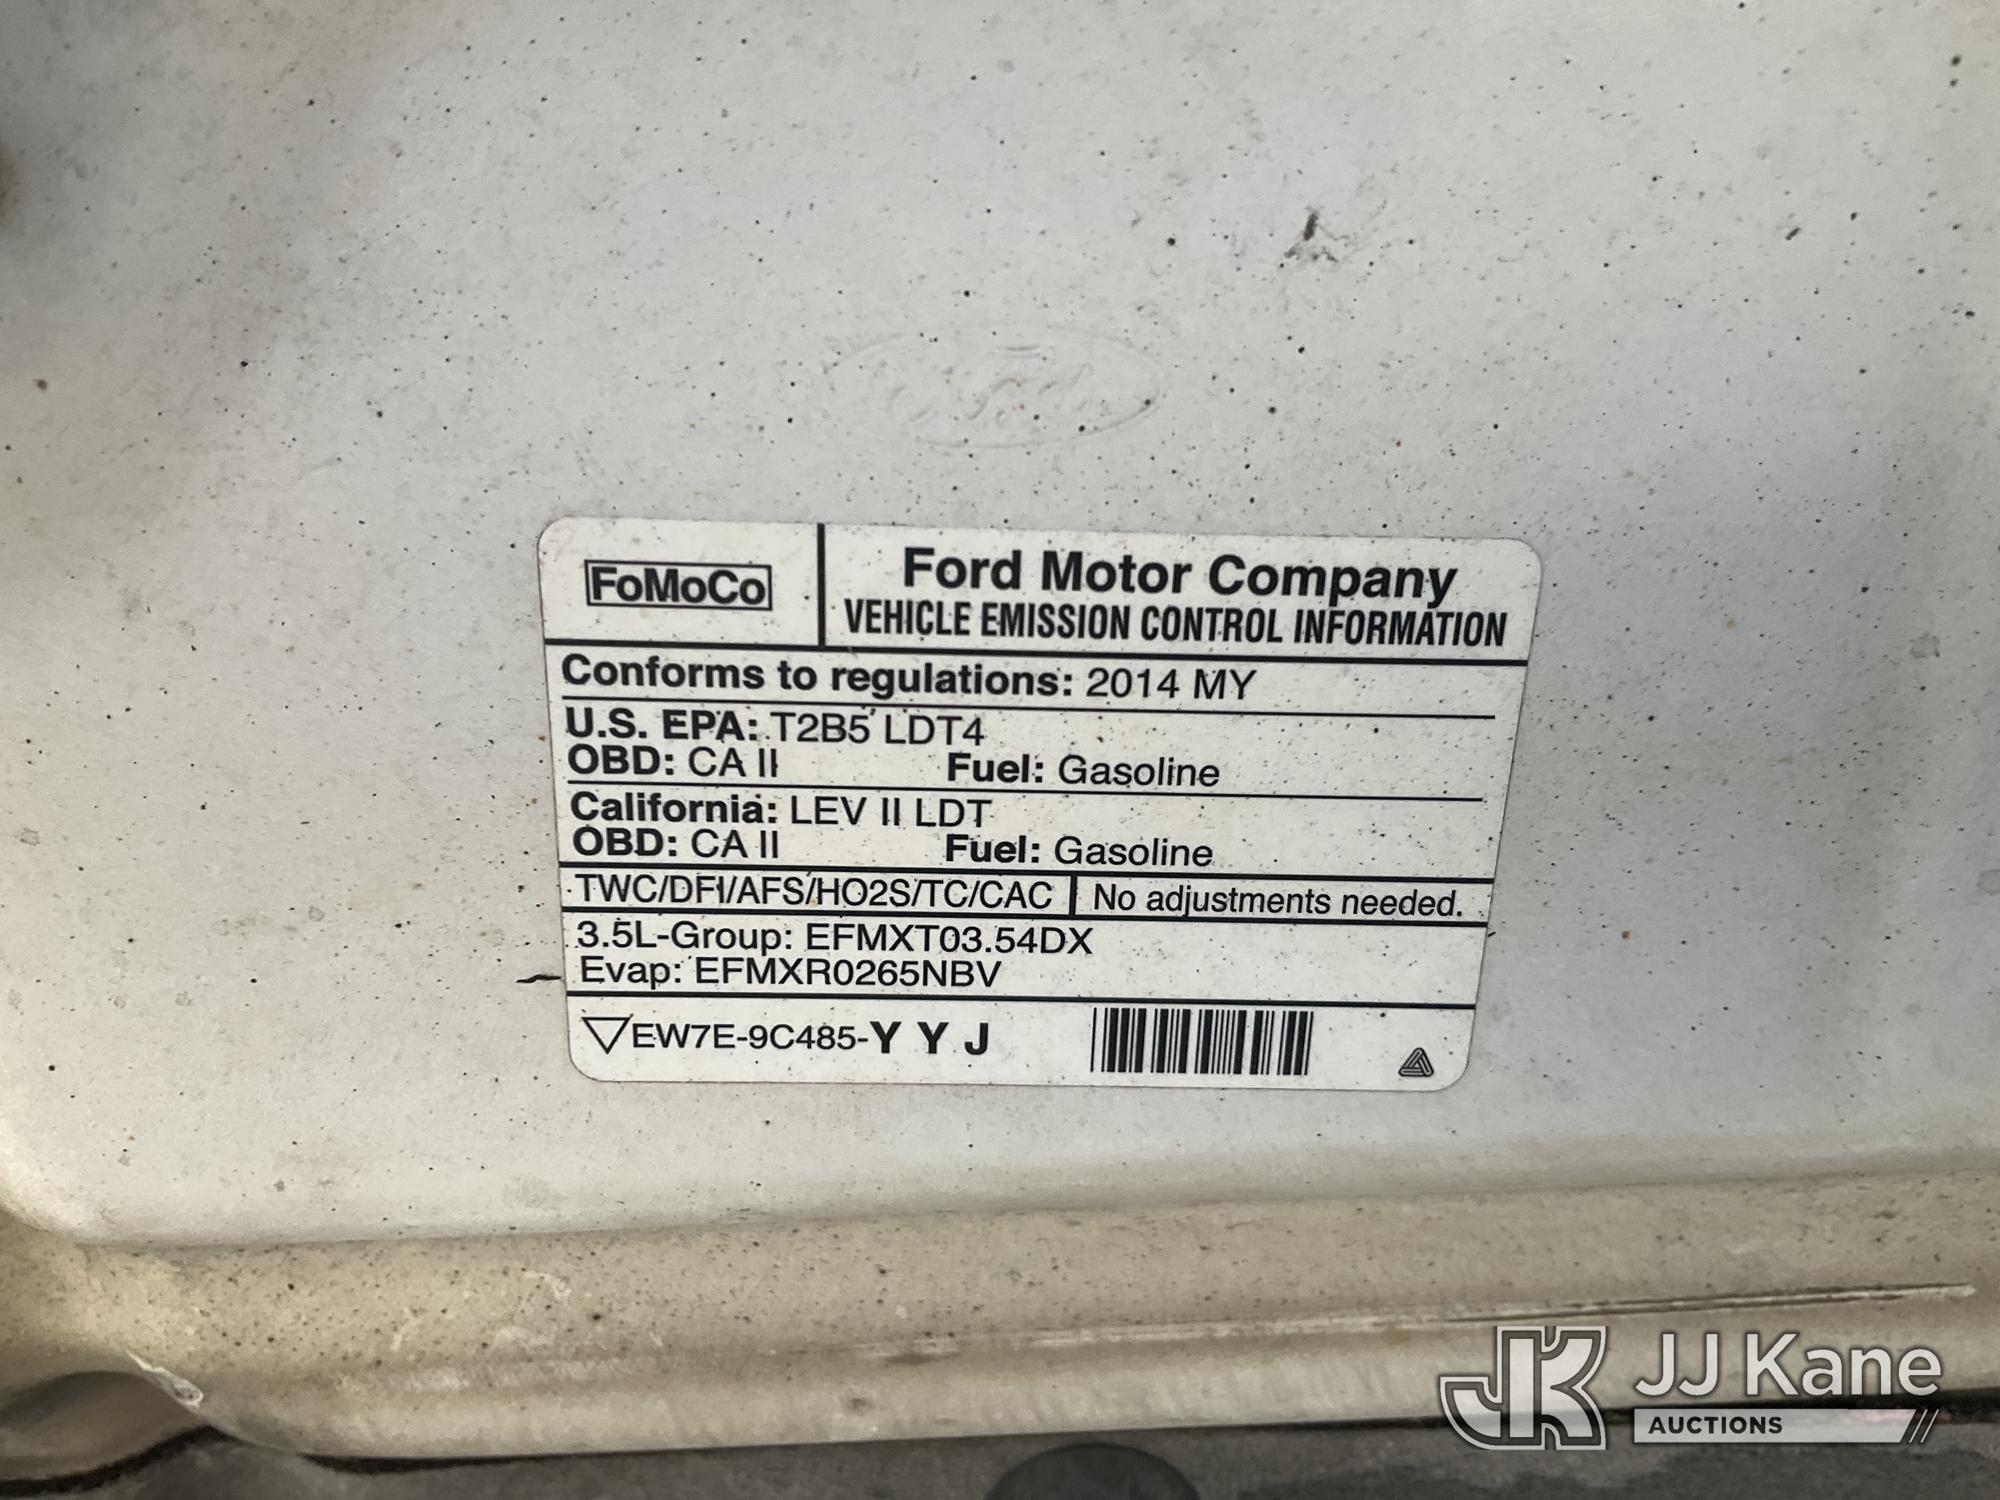 FoMoCo
Ford Motor Company
VEHICLE EMISSION CONTROL INFORMATION
Conforms to regulations: 2014 MY
U.S. EPA: T2B5 LDT4
OBD: CA II Fuel: Gasoline
California: LEV II LDT
OBD: CA II Fuel: Gasoline
TWC/DFI/AFS/HO2S/TC/CAC No adjustments needed.
3.5L-Group: EFMXT03.54DX
Evap: EFMXR0265NBV
EW7E-9C485-Y Y J
JK JJ Kane
AUCTIONS